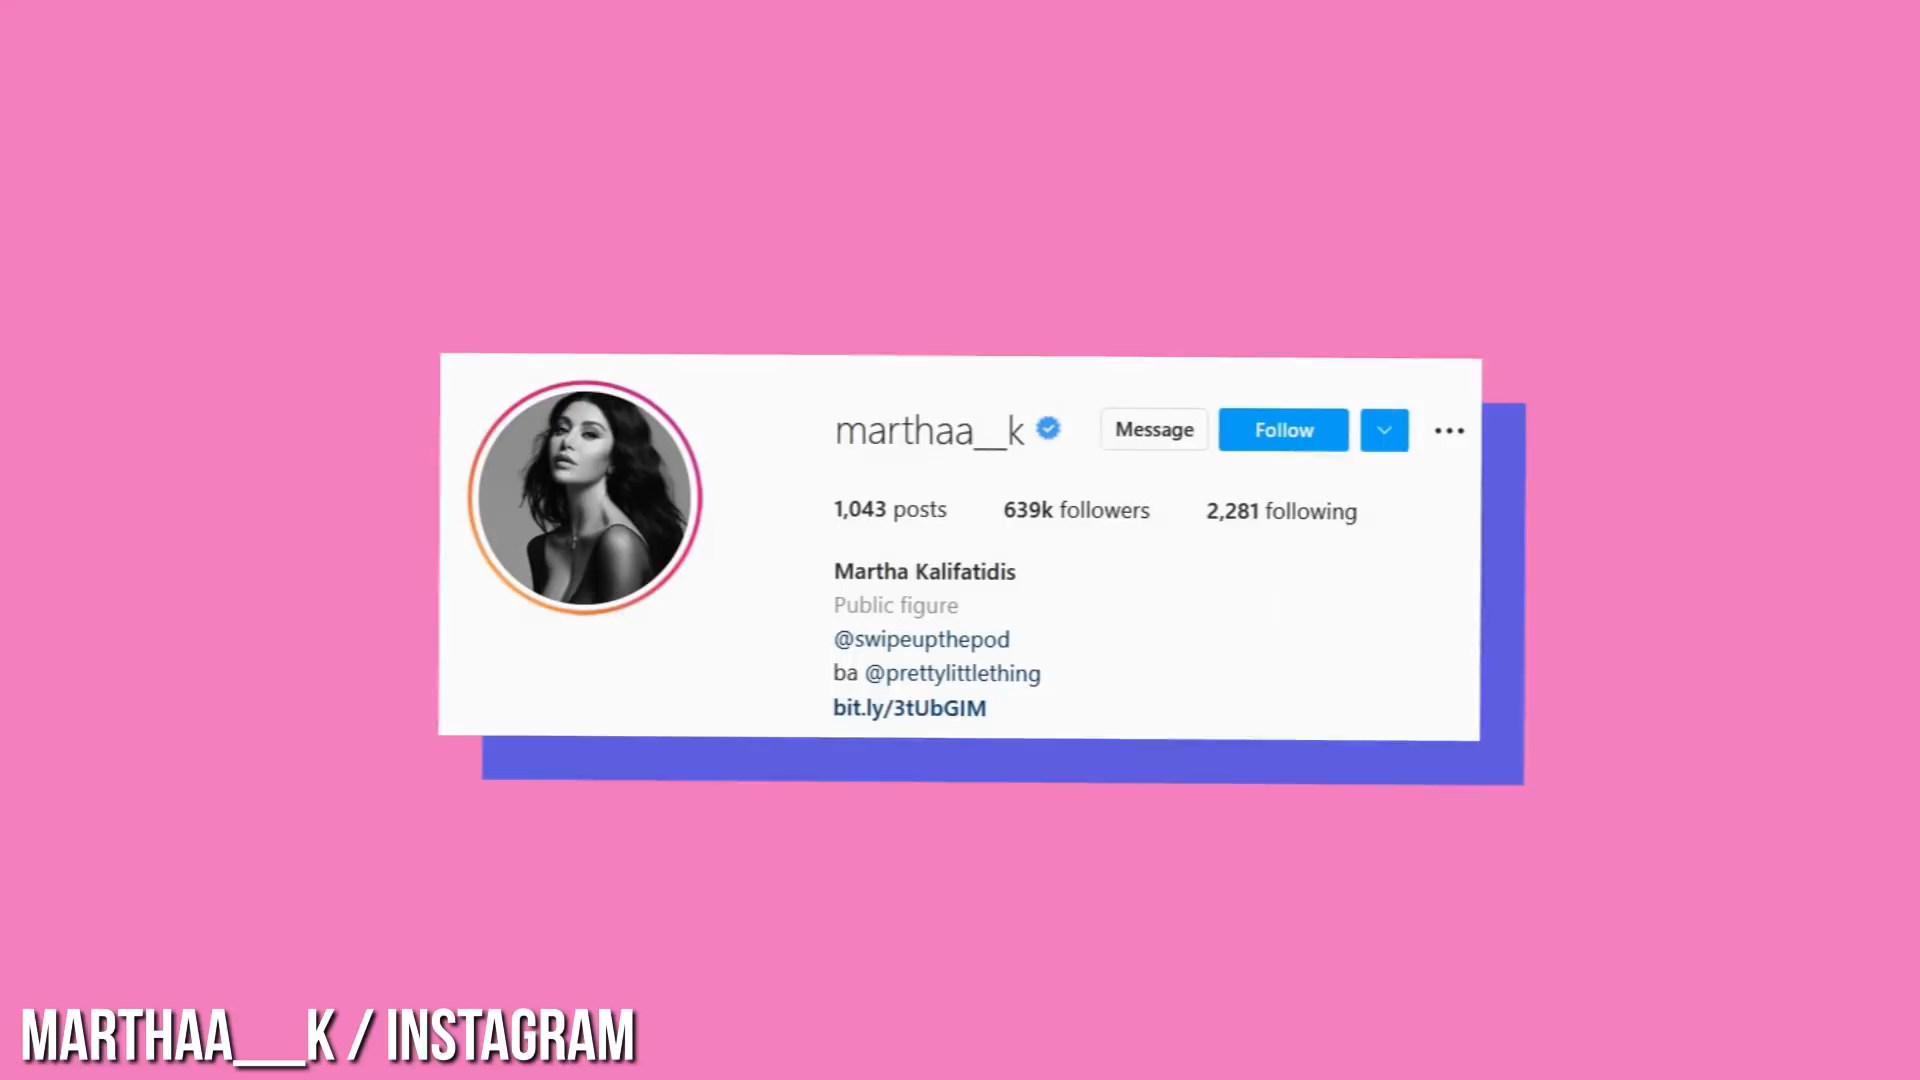 marthaa__k Message Follow
1,043 posts 639k followers 2,281 following
Martha Kalifatidis
Public figure
@swipeupthepod
ba @prettylittlething
bit.ly/3tUbGIM
MARTHAA__K / INSTAGRAM